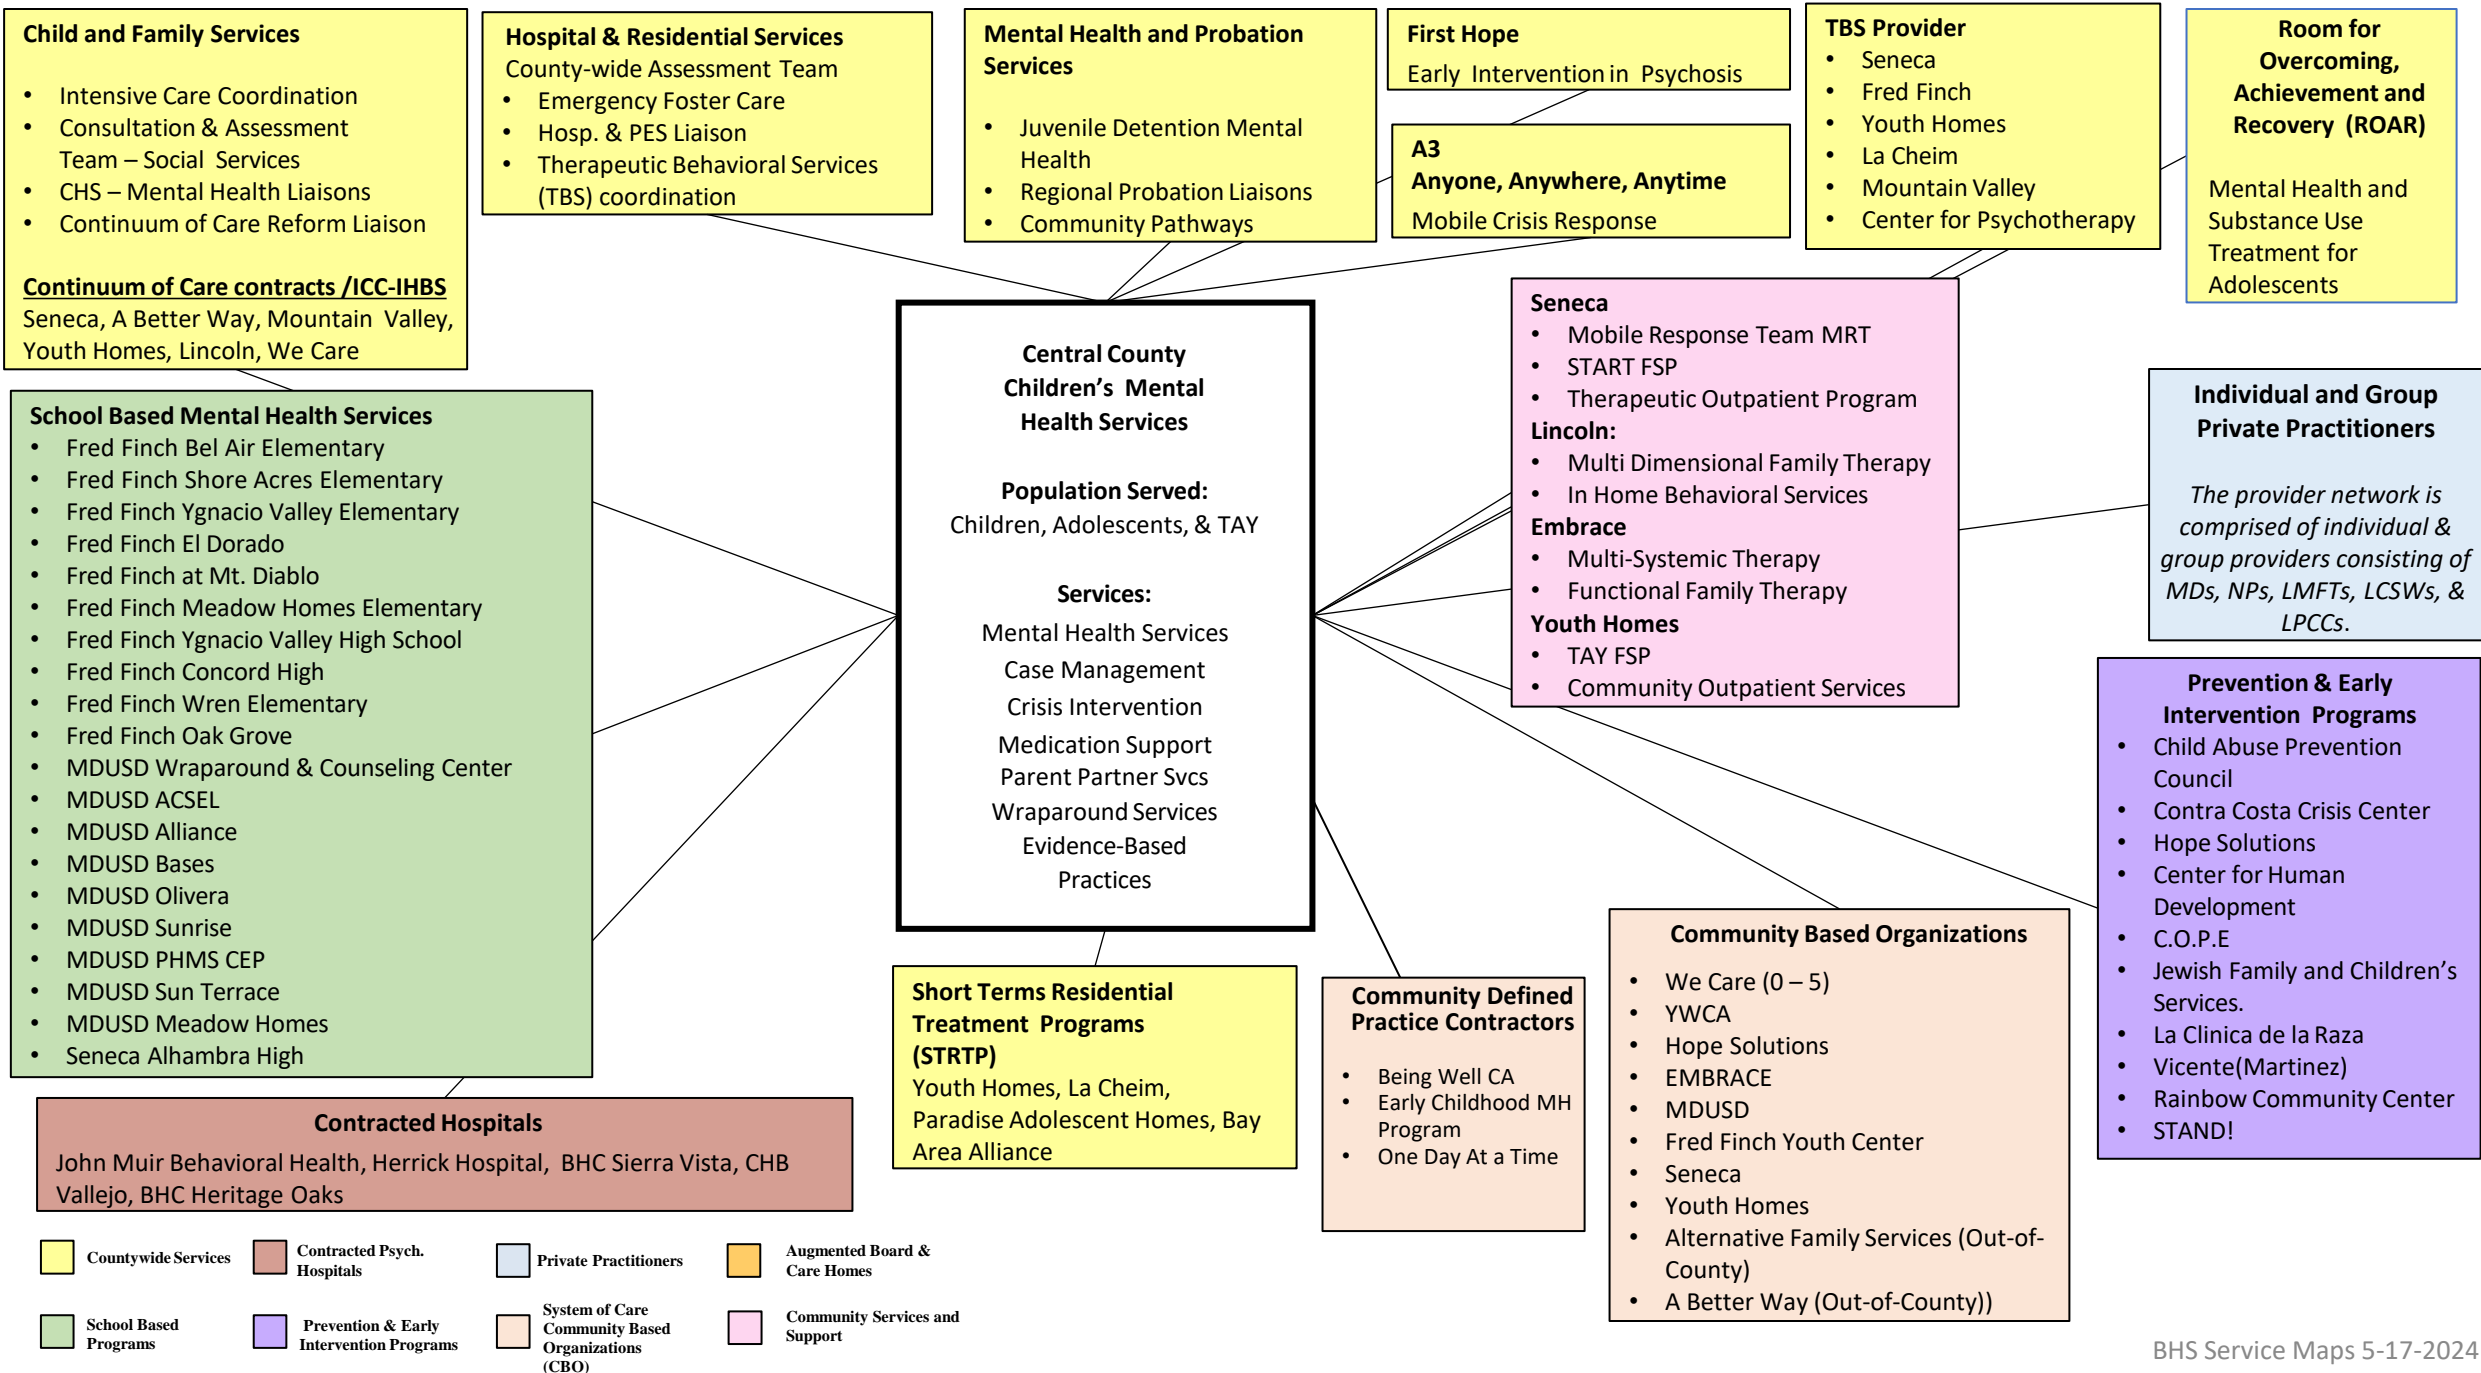 Child and Family Services
• Intensive Care Coordination
• Consultation & Assessment
Team – Social Services
• CHS – Mental Health Liaisons
• Continuum of Care Reform Liaison
Continuum of Care contracts /ICC-IHBS
Seneca, A Better Way, Mountain Valley,
Youth Homes, Lincoln, We Care
Hospital & Residential Services
County-wide Assessment Team
• Emergency Foster Care
• Hosp. & PES Liaison
• Therapeutic Behavioral Services
(TBS) coordination
Mental Health and Probation
Services
• Juvenile Detention Mental
Health
• Regional Probation Liaisons
• Community Pathways
First Hope
Early Intervention in Psychosis
A3
Anyone, Anywhere, Anytime
Mobile Crisis Response
TBS Provider
• Seneca
• Fred Finch
• Youth Homes
• La Cheim
• Mountain Valley
• Center for Psychotherapy
Room for
Overcoming,
Achievement and
Recovery (ROAR)
Mental Health and
Substance Use
Treatment for
Adolescents
School Based Mental Health Services
• Fred Finch Bel Air Elementary
• Fred Finch Shore Acres Elementary
• Fred Finch Ygnacio Valley Elementary
• Fred Finch El Dorado
• Fred Finch at Mt. Diablo
• Fred Finch Meadow Homes Elementary
• Fred Finch Ygnacio Valley High School
• Fred Finch Concord High
• Fred Finch Wren Elementary
• Fred Finch Oak Grove
• MDUSD Wraparound & Counseling Center
• MDUSD ACSEL
• MDUSD Alliance
• MDUSD Bases
• MDUSD Olivera
• MDUSD Sunrise
• MDUSD PHMS CEP
• MDUSD Sun Terrace
• MDUSD Meadow Homes
• Seneca Alhambra High
Central County
Children’s Mental
Health Services
Population Served:
Children, Adolescents, & TAY
Services:
Mental Health Services
Case Management
Crisis Intervention
Medication Support
Parent Partner Svcs
Wraparound Services
Evidence-Based
Practices
Seneca
• Mobile Response Team MRT
• START FSP
• Therapeutic Outpatient Program
Lincoln:
• Multi Dimensional Family Therapy
• In Home Behavioral Services
Embrace
• Multi-Systemic Therapy
• Functional Family Therapy
Youth Homes
• TAY FSP
• Community Outpatient Services
Individual and Group
Private Practitioners
The provider network is
comprised of individual &
group providers consisting of
MDs, NPs, LMFTs, LCSWs, &
LPCCs.
Prevention & Early
Intervention Programs
• Child Abuse Prevention
Council
• Contra Costa Crisis Center
• Hope Solutions
• Center for Human
Development
• C.O.P.E
• Jewish Family and Children’s
Services.
• La Clinica de la Raza
• Vicente(Martinez)
• Rainbow Community Center
• STAND!
Contracted Hospitals
John Muir Behavioral Health, Herrick Hospital, BHC Sierra Vista, CHB
Vallejo, BHC Heritage Oaks
Short Terms Residential
Treatment Programs
(STRTP)
Youth Homes, La Cheim,
Paradise Adolescent Homes, Bay
Area Alliance
Community Defined
Practice Contractors
• Being Well CA
• Early Childhood MH
Program
• One Day At a Time
Community Based Organizations
• We Care (0 – 5)
• YWCA
• Hope Solutions
• EMBRACE
• MDUSD
• Fred Finch Youth Center
• Seneca
• Youth Homes
• Alternative Family Services (Out-of-
County)
• A Better Way (Out-of-County))
Countywide Services
Contracted Psych.
Hospitals
Private Practitioners
Augmented Board &
Care Homes
School Based
Programs
Prevention & Early
Intervention Programs
System of Care
Community Based
Organizations
(CBO)
Community Services and
Support
BHS Service Maps 5-17-2024